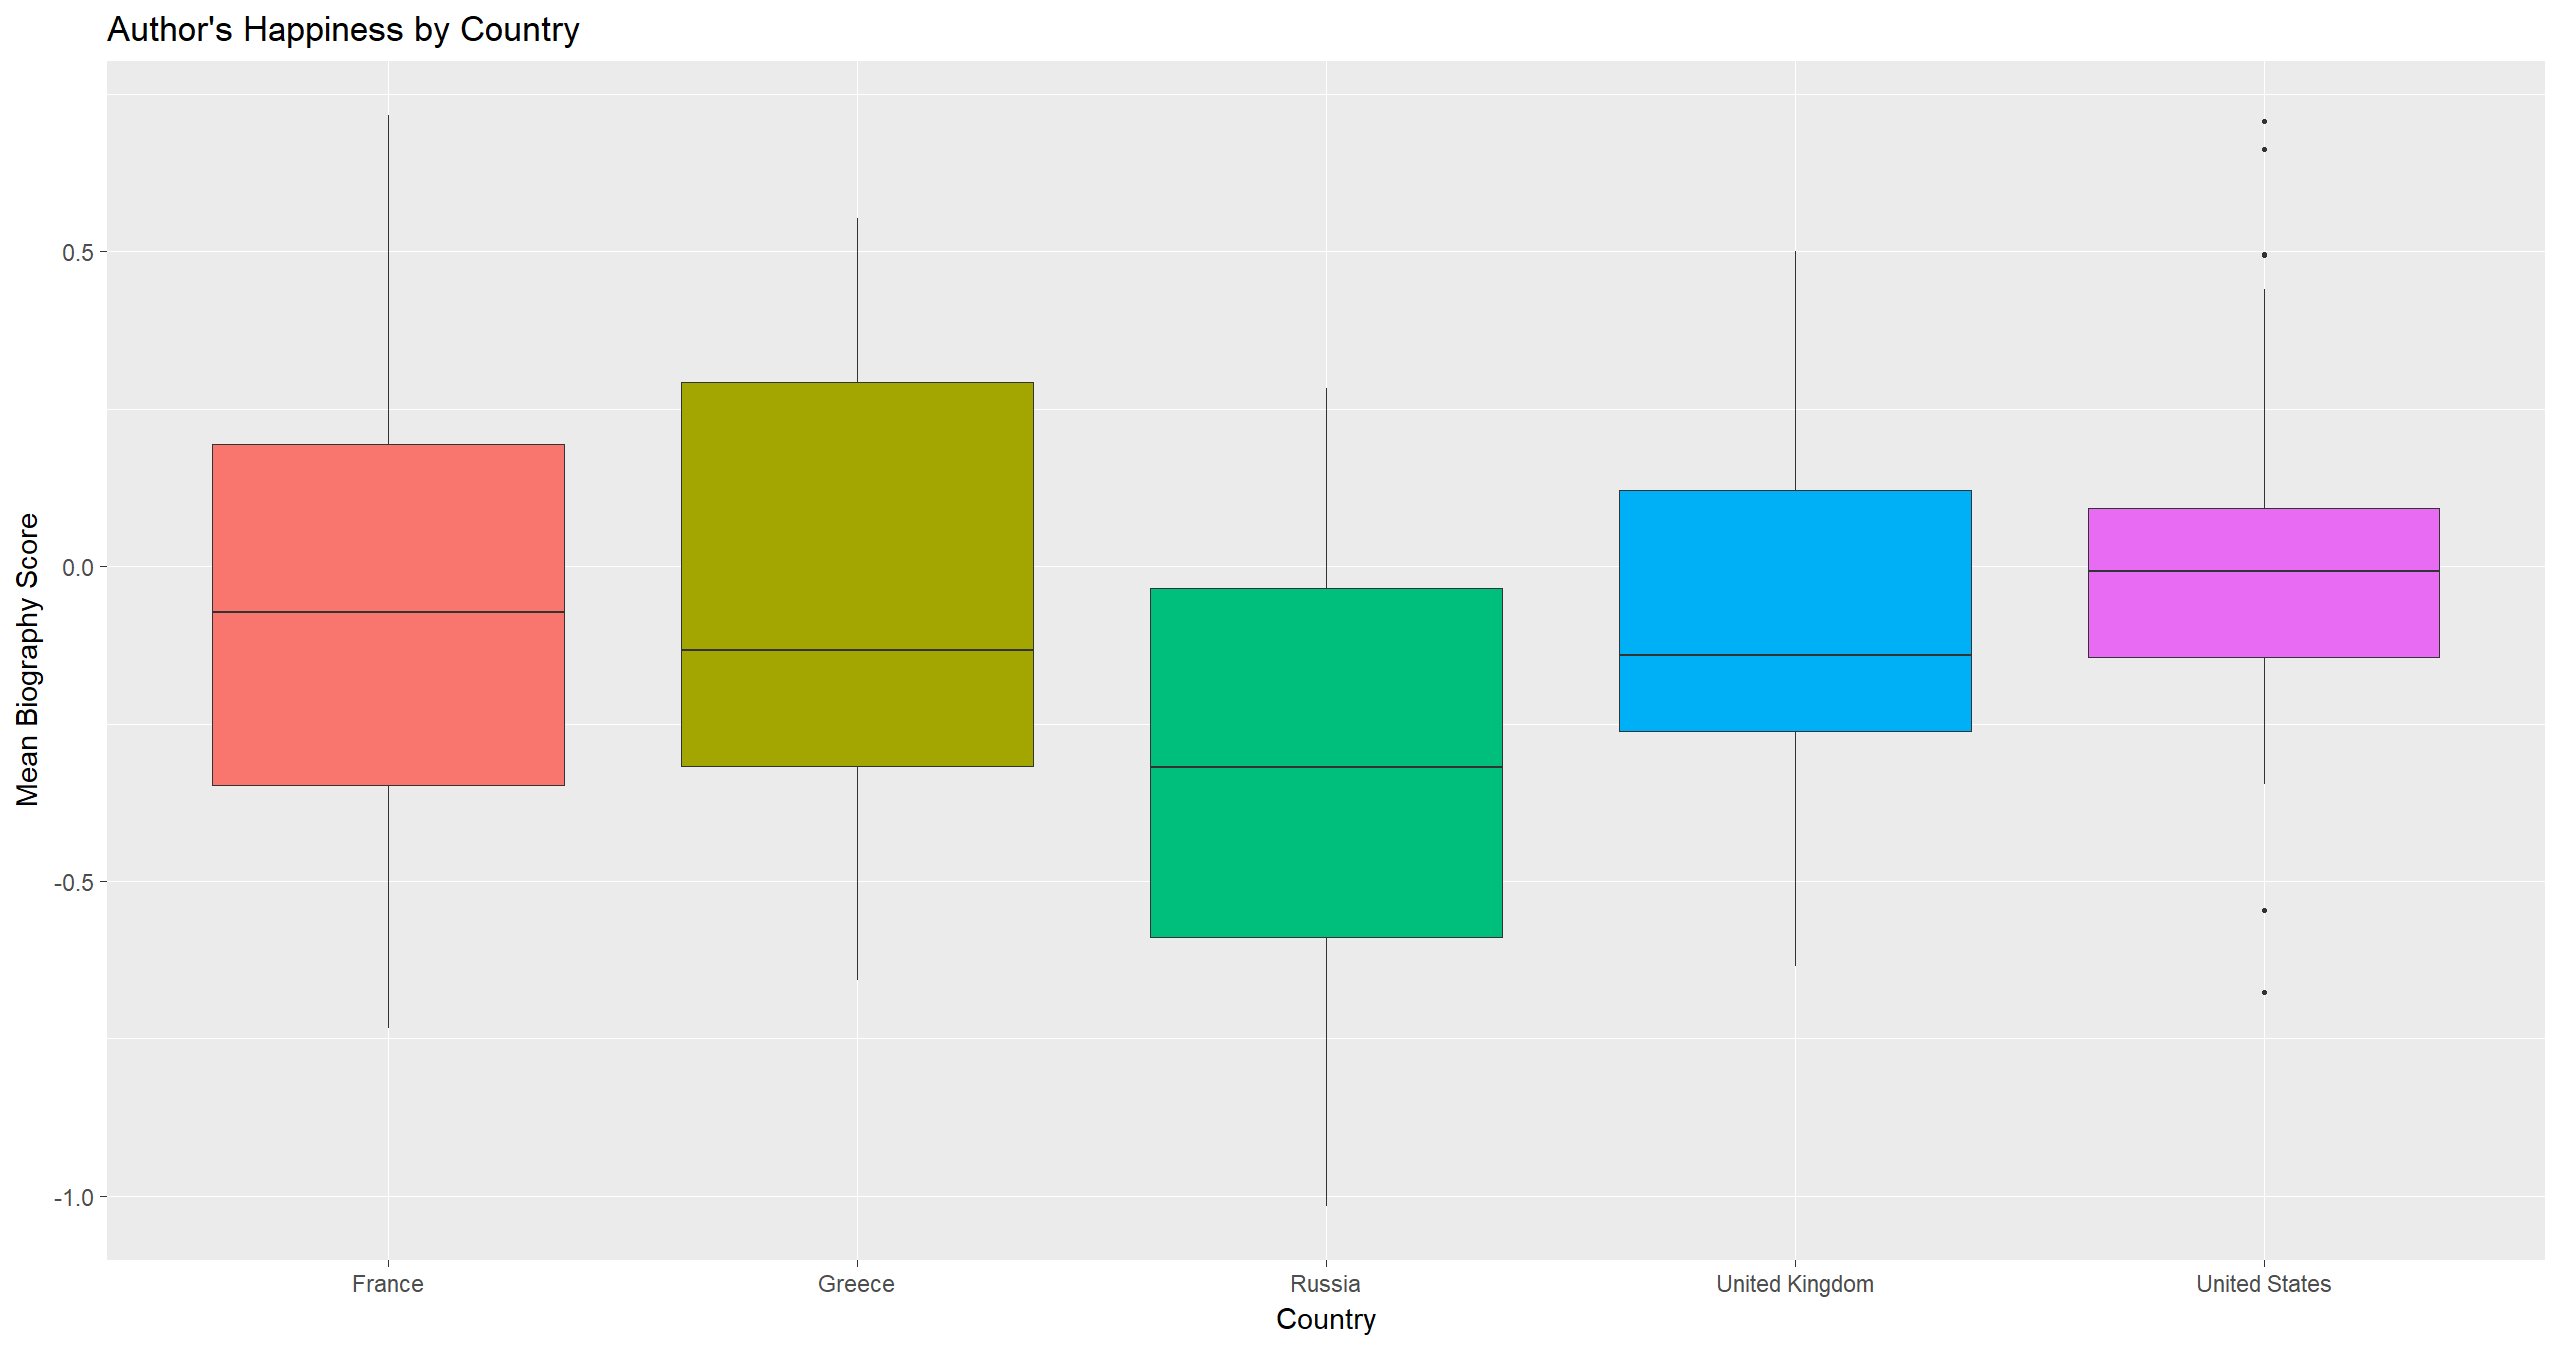 Author's Happiness by Country
Mean Biography Score
0.5
0.0
-0.5
-1.0
France
Greece
Russia
United Kingdom
United States
Country